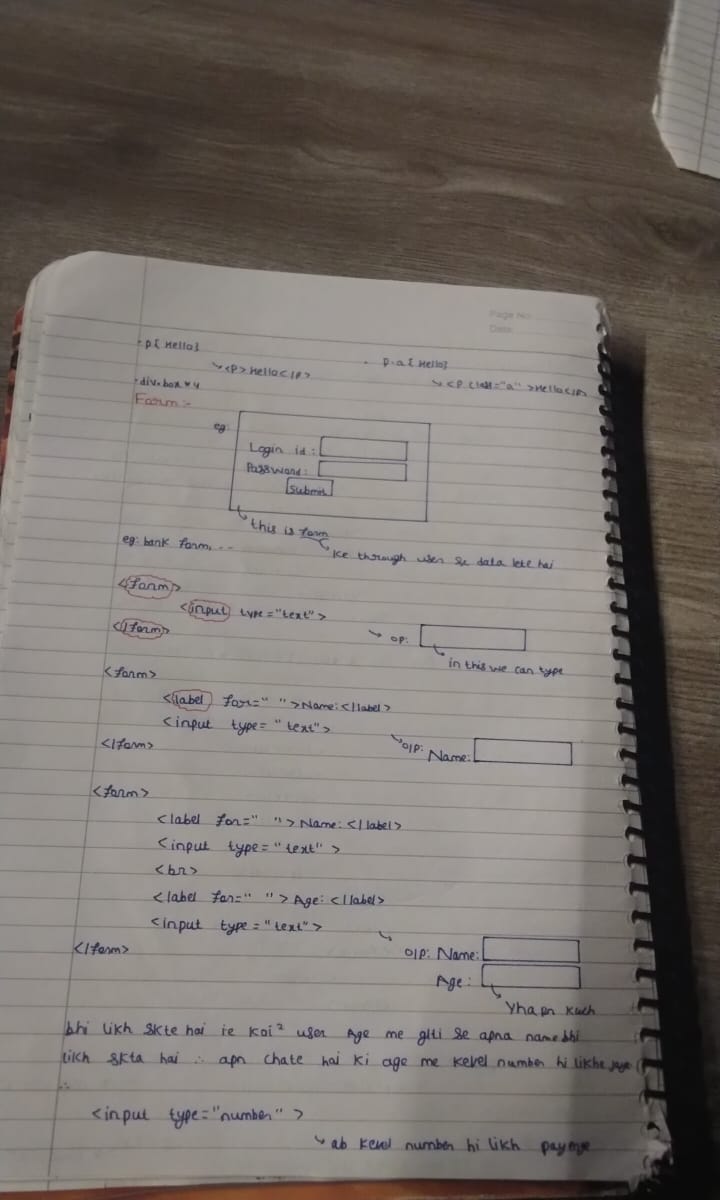 Page No.
Date
• p{Hello}
↳ <p>Hello</p>
• p.a{Hello}
↳ <p class="a">Hello</p>
• div.box*4
Form:-
eg:
Login id:
Password:
Submit
this is form
ke through user se data lete hai
eg: bank form, ...
<form>
<input type="text">
</form>
→ o/p:
in this we can type
<form>
<label for=" ">Name:</label>
<input type="text">
</form>
o/p: Name:
<form>
<label for=" ">Name:</label>
<input type="text">
<br>
<label for=" ">Age:</label>
<input type="text">
</form>
o/p: Name:
Age:
Yha pr kuch
bhi likh skte hai ie koi² user Age me glti se apna name bhi
likh skta hai ∴ apn chate hai ki age me kevel number hi likhe jaye
∴
<input type="number">
↳ ab kevel number hi likh payenge